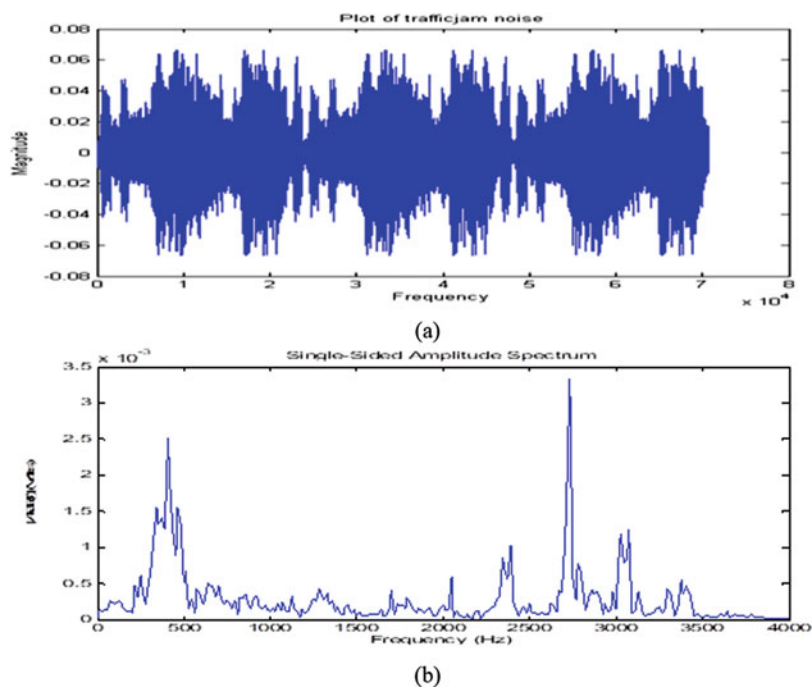 Plot of trafficjam noise
0.08
0.06
0.04
0.02
0
-0.02
-0.04
-0.06
-0.08
Magnitude
0 1 2 3 4 5 6 7 8
Frequency
x 10^4
(a)
x 10^-3
Single-Sided Amplitude Spectrum
3.5
3
2.5
2
1.5
1
0.5
0
0 500 1000 1500 2000 2500 3000 3500 4000
Frequency (Hz)
(b)